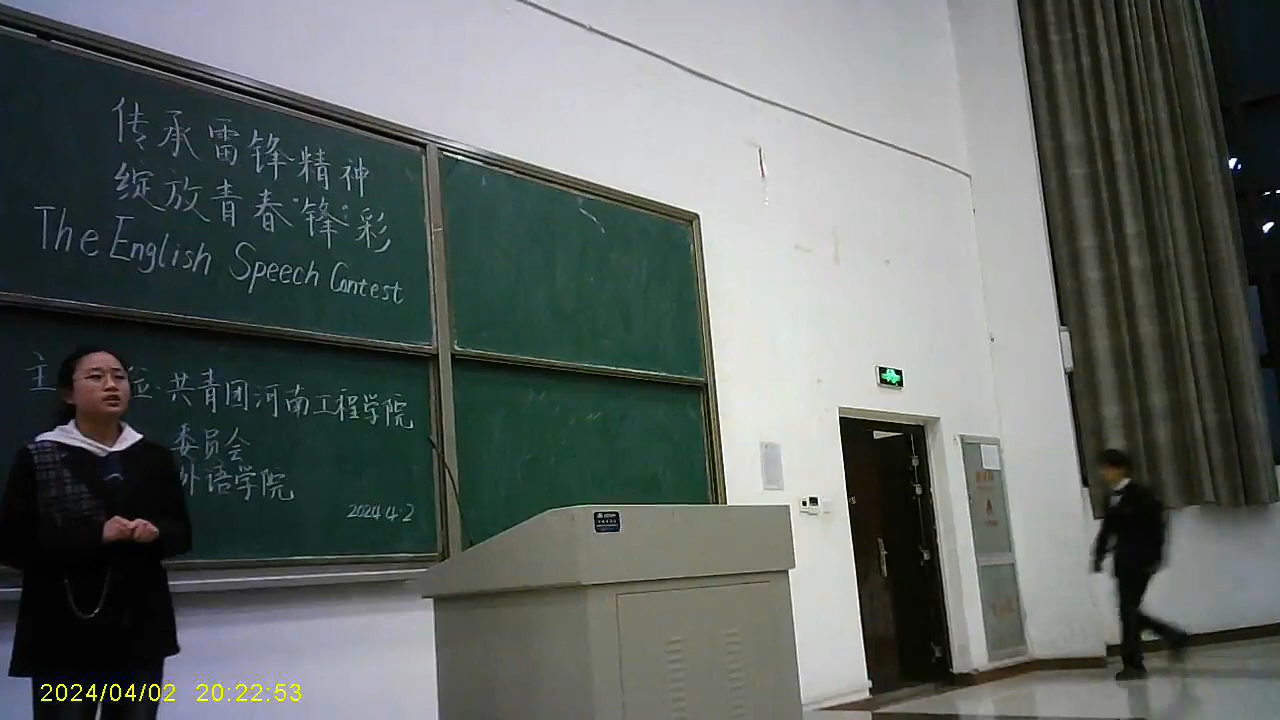 传承雷锋精神
绽放青春"锋"彩
The English Speech Contest
主 位:共青团河南工程学院
委员会
外语学院
2024.4.2
2024/04/02 20:22:53